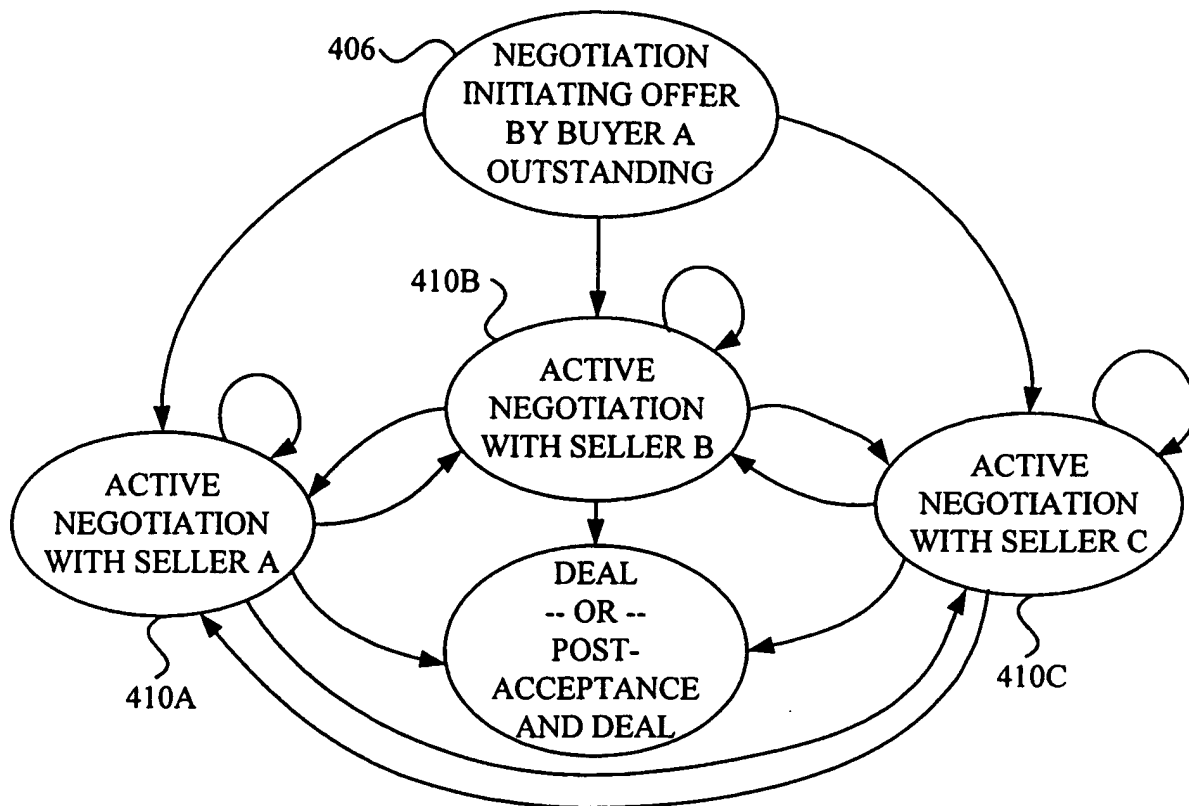 406
NEGOTIATION
INITIATING OFFER
BY BUYER A
OUTSTANDING
410B
ACTIVE
NEGOTIATION
WITH SELLER B
ACTIVE
NEGOTIATION
WITH SELLER A
410A
ACTIVE
NEGOTIATION
WITH SELLER C
410C
DEAL
-- OR --
POST-
ACCEPTANCE
AND DEAL